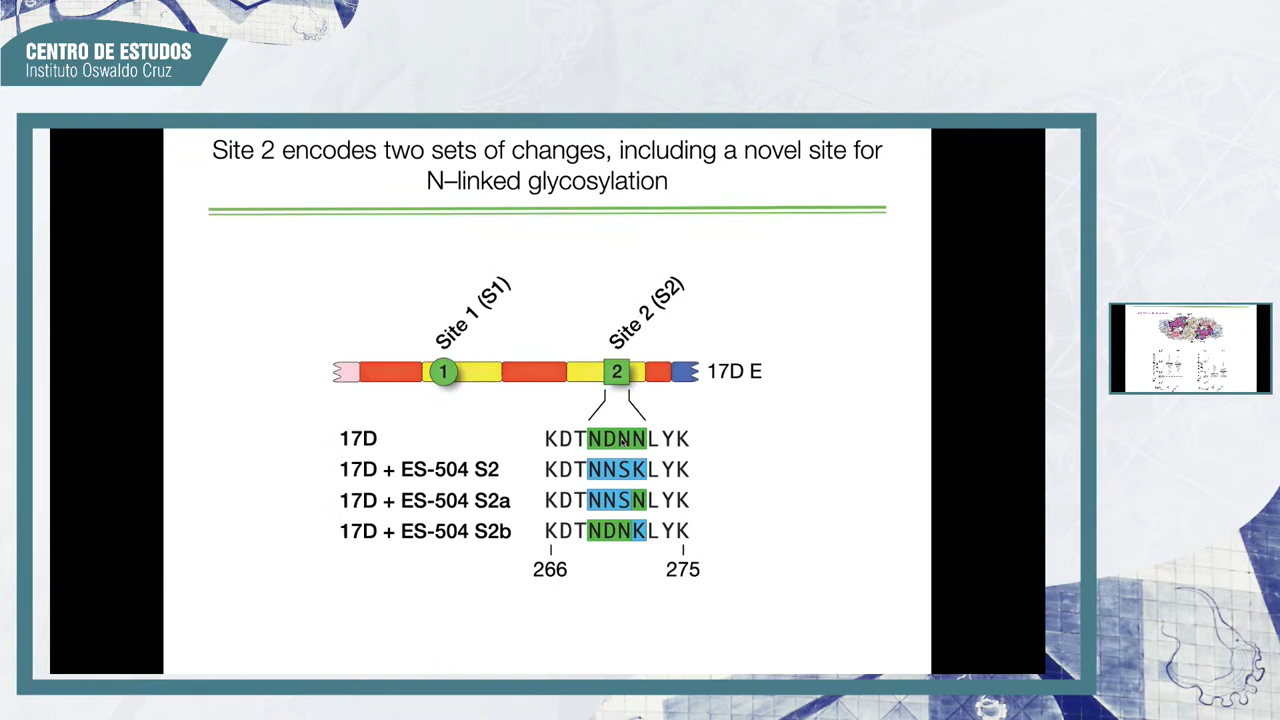 CENTRO DE ESTUDOS
Instituto Oswaldo Cruz
Site 2 encodes two sets of changes, including a novel site for
N–linked glycosylation
Site 1 (S1)
Site 2 (S2)
1
2
17D E
17D KDTNDNNLYK
17D + ES-504 S2 KDTNNSKLYK
17D + ES-504 S2a KDTNNSNLYK
17D + ES-504 S2b KDTNDNKLYK
266 275